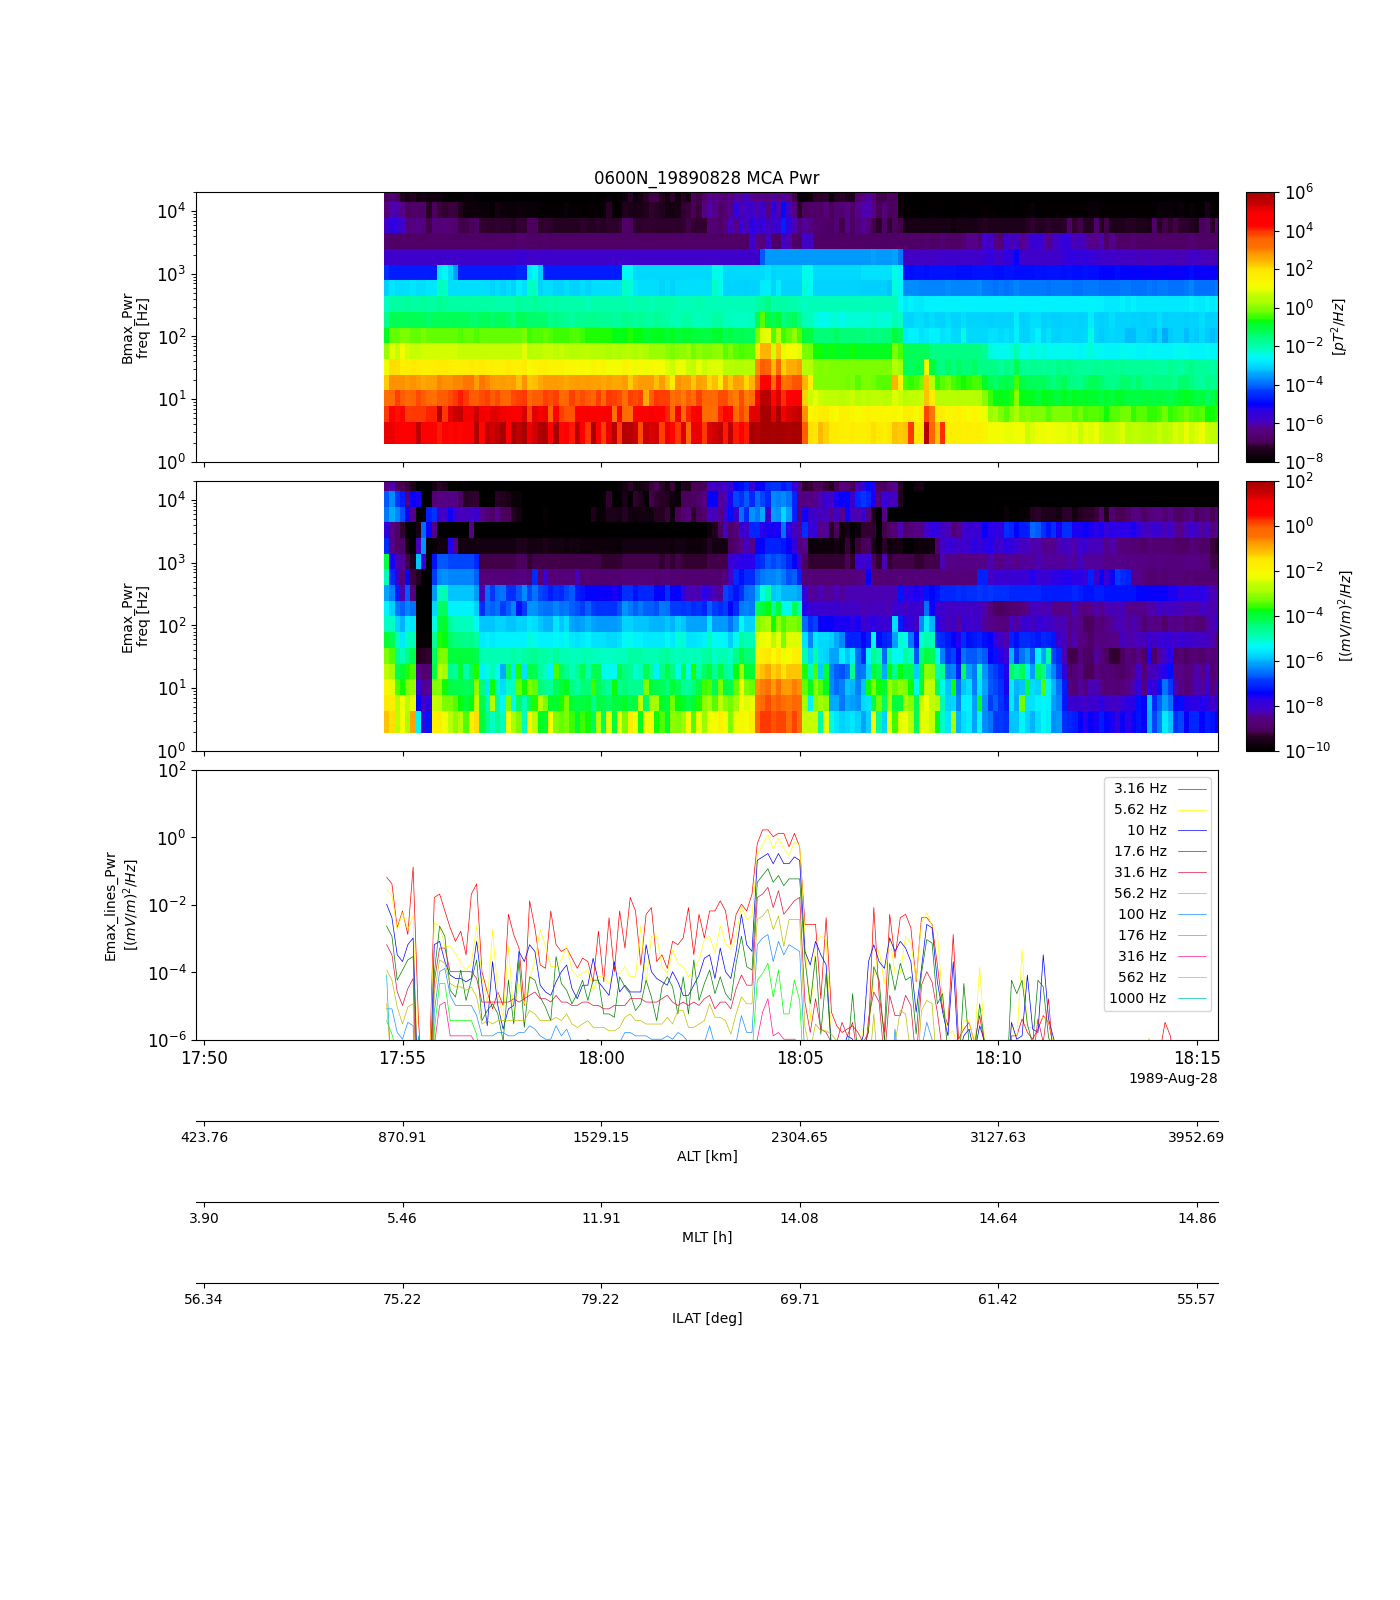 0600N_19890828 MCA Pwr
10^4
10^3
10^2
10^1
10^0
Bmax_Pwr
freq [Hz]
10^6
10^4
10^2
10^0
10^-2
10^-4
10^-6
10^-8
[pT^2/Hz]
10^4
10^3
10^2
10^1
10^0
Emax_Pwr
freq [Hz]
10^2
10^0
10^-2
10^-4
10^-6
10^-8
10^-10
[(mV/m)^2/Hz]
10^2
10^0
10^-2
10^-4
10^-6
Emax_lines_Pwr
[(mV/m)^2/Hz]
3.16 Hz
5.62 Hz
10 Hz
17.6 Hz
31.6 Hz
56.2 Hz
100 Hz
176 Hz
316 Hz
562 Hz
1000 Hz
17:50 17:55 18:00 18:05 18:10 18:15
1989-Aug-28
423.76 870.91 1529.15 2304.65 3127.63 3952.69
ALT [km]
3.90 5.46 11.91 14.08 14.64 14.86
MLT [h]
56.34 75.22 79.22 69.71 61.42 55.57
ILAT [deg]